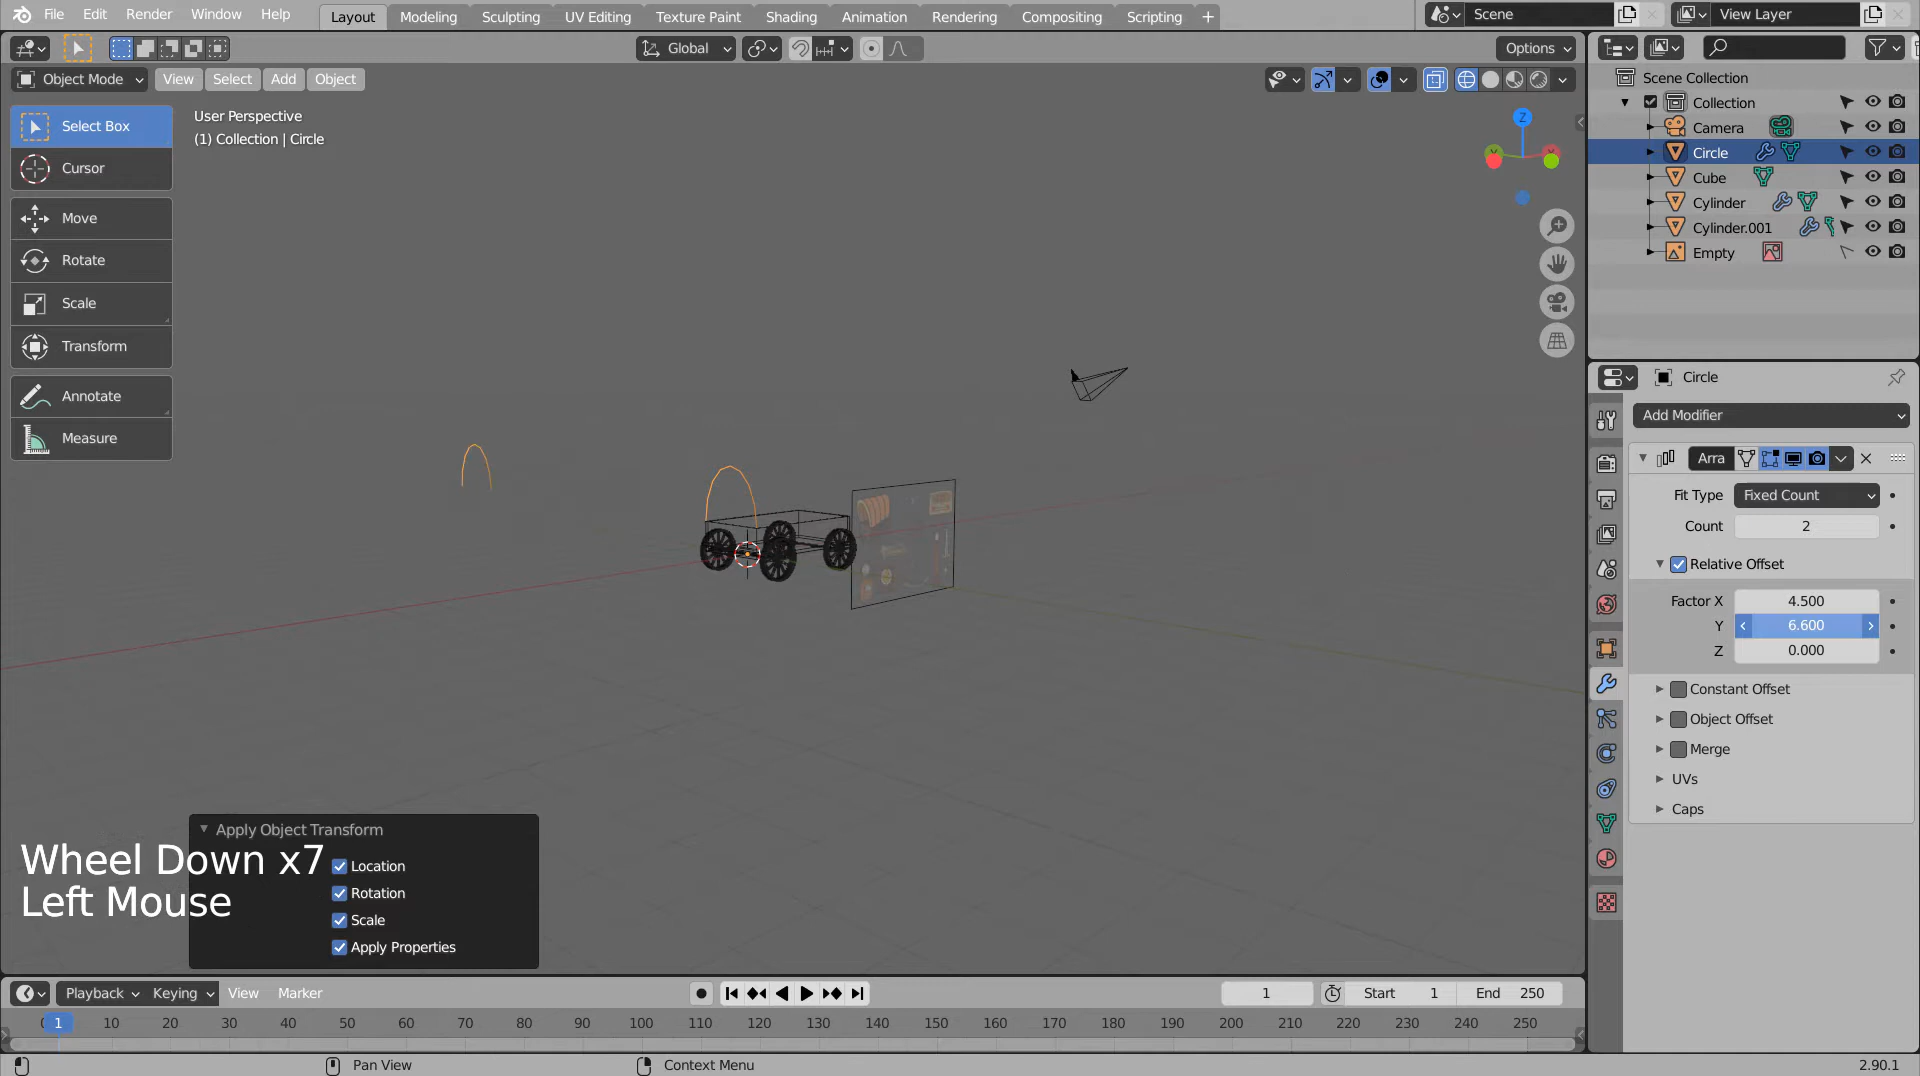 File Edit Render Window Help Layout Modeling Sculpting UV Editing Texture Paint Shading Animation Rendering Compositing Scripting + Scene View Layer
Global Options
Object Mode View Select Add Object
Select Box
Cursor
Move
Rotate
Scale
Transform
Annotate
Measure
User Perspective
(1) Collection | Circle
Z
Scene Collection
Collection
Camera
Circle
Cube
Cylinder
Cylinder.001
Empty
Circle
Add Modifier
Arra
Fit Type Fixed Count
Count 2
Relative Offset
Factor X 4.500
Y 6.600
Z 0.000
Constant Offset
Object Offset
Merge
UVs
Caps
Apply Object Transform
Location
Rotation
Scale
Apply Properties
Wheel Down x7
Left Mouse
Playback Keying View Marker 1 Start 1 End 250
1 10 20 30 40 50 60 70 80 90 100 110 120 130 140 150 160 170 180 190 200 210 220 230 240 250
Pan View Context Menu 2.90.1